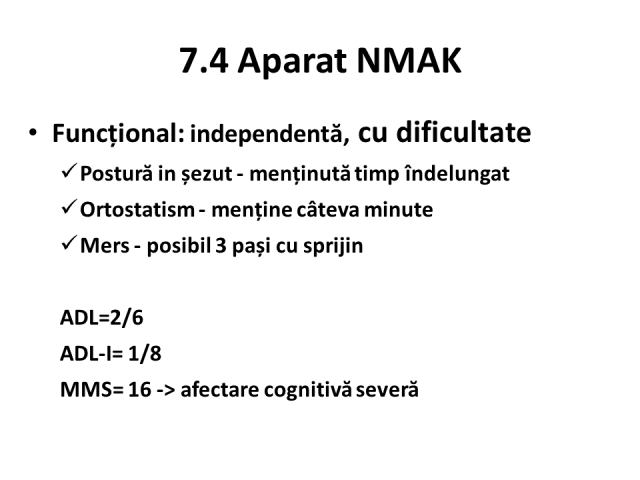 7.4 Aparat NMAK
• Funcțional: independentă, cu dificultate
✓Postură in șezut - menținută timp îndelungat
✓Ortostatism - menține câteva minute
✓Mers - posibil 3 pași cu sprijin
ADL=2/6
ADL-I= 1/8
MMS= 16 -> afectare cognitivă severă